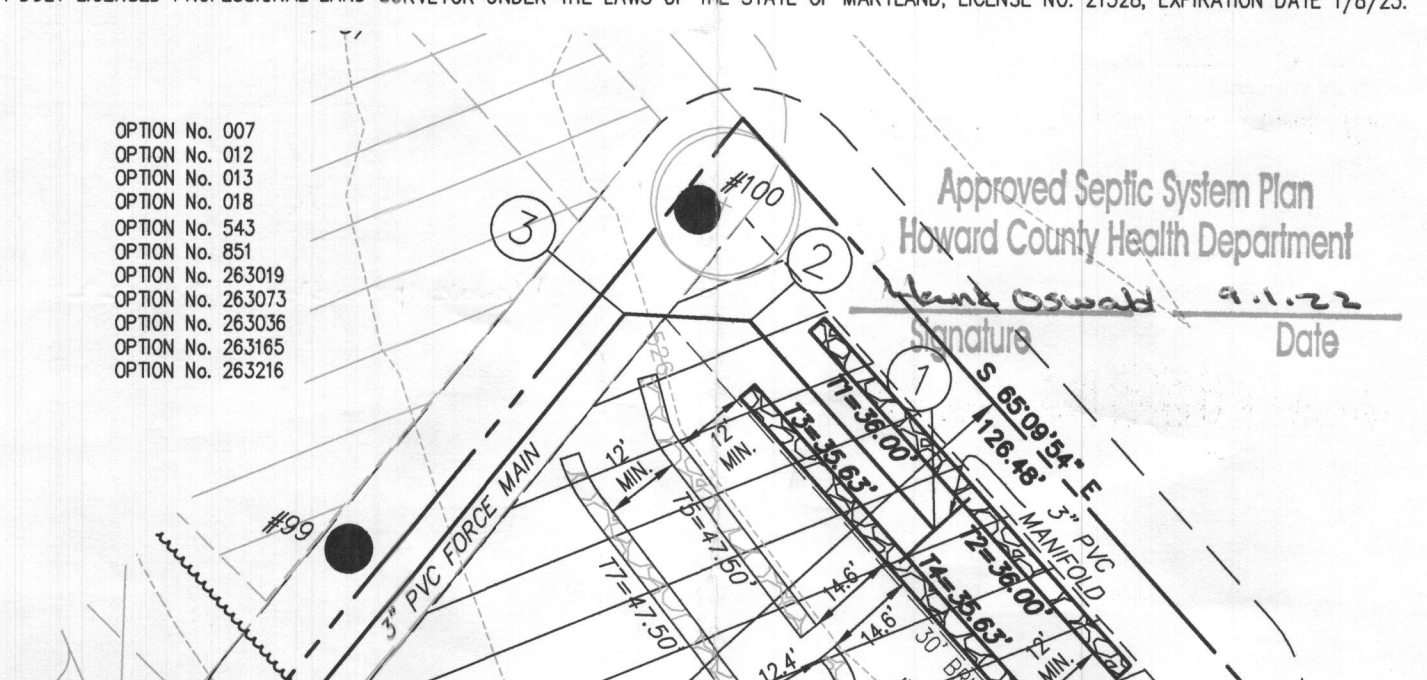 LICENSED PROFESSIONAL LAND SURVEYOR UNDER THE LAWS OF THE STATE OF MARYLAND, LICENSE NO. 21328, EXPIRATION DATE 1/8/23.
OPTION No. 007
OPTION No. 012
OPTION No. 013
OPTION No. 018
OPTION No. 543
OPTION No. 851
OPTION No. 263019
OPTION No. 263073
OPTION No. 263036
OPTION No. 263165
OPTION No. 263216
#100
3
2
Approved Septic System Plan
Howard County Health Department
Hank Oswald 9.1.22
Signature Date
526
1
S 65°09'54" E
126.48'
T1=36.00'
T3=35.63'
12'
MIN.
12'
MIN.
T5=47.50'
T7=47.50'
3" PVC
MANIFOLD
T2=36.00'
T4=35.63'
#99
3" PVC FORCE MAIN
14.6'
14.6'
12.4'
30'
12'
MIN.